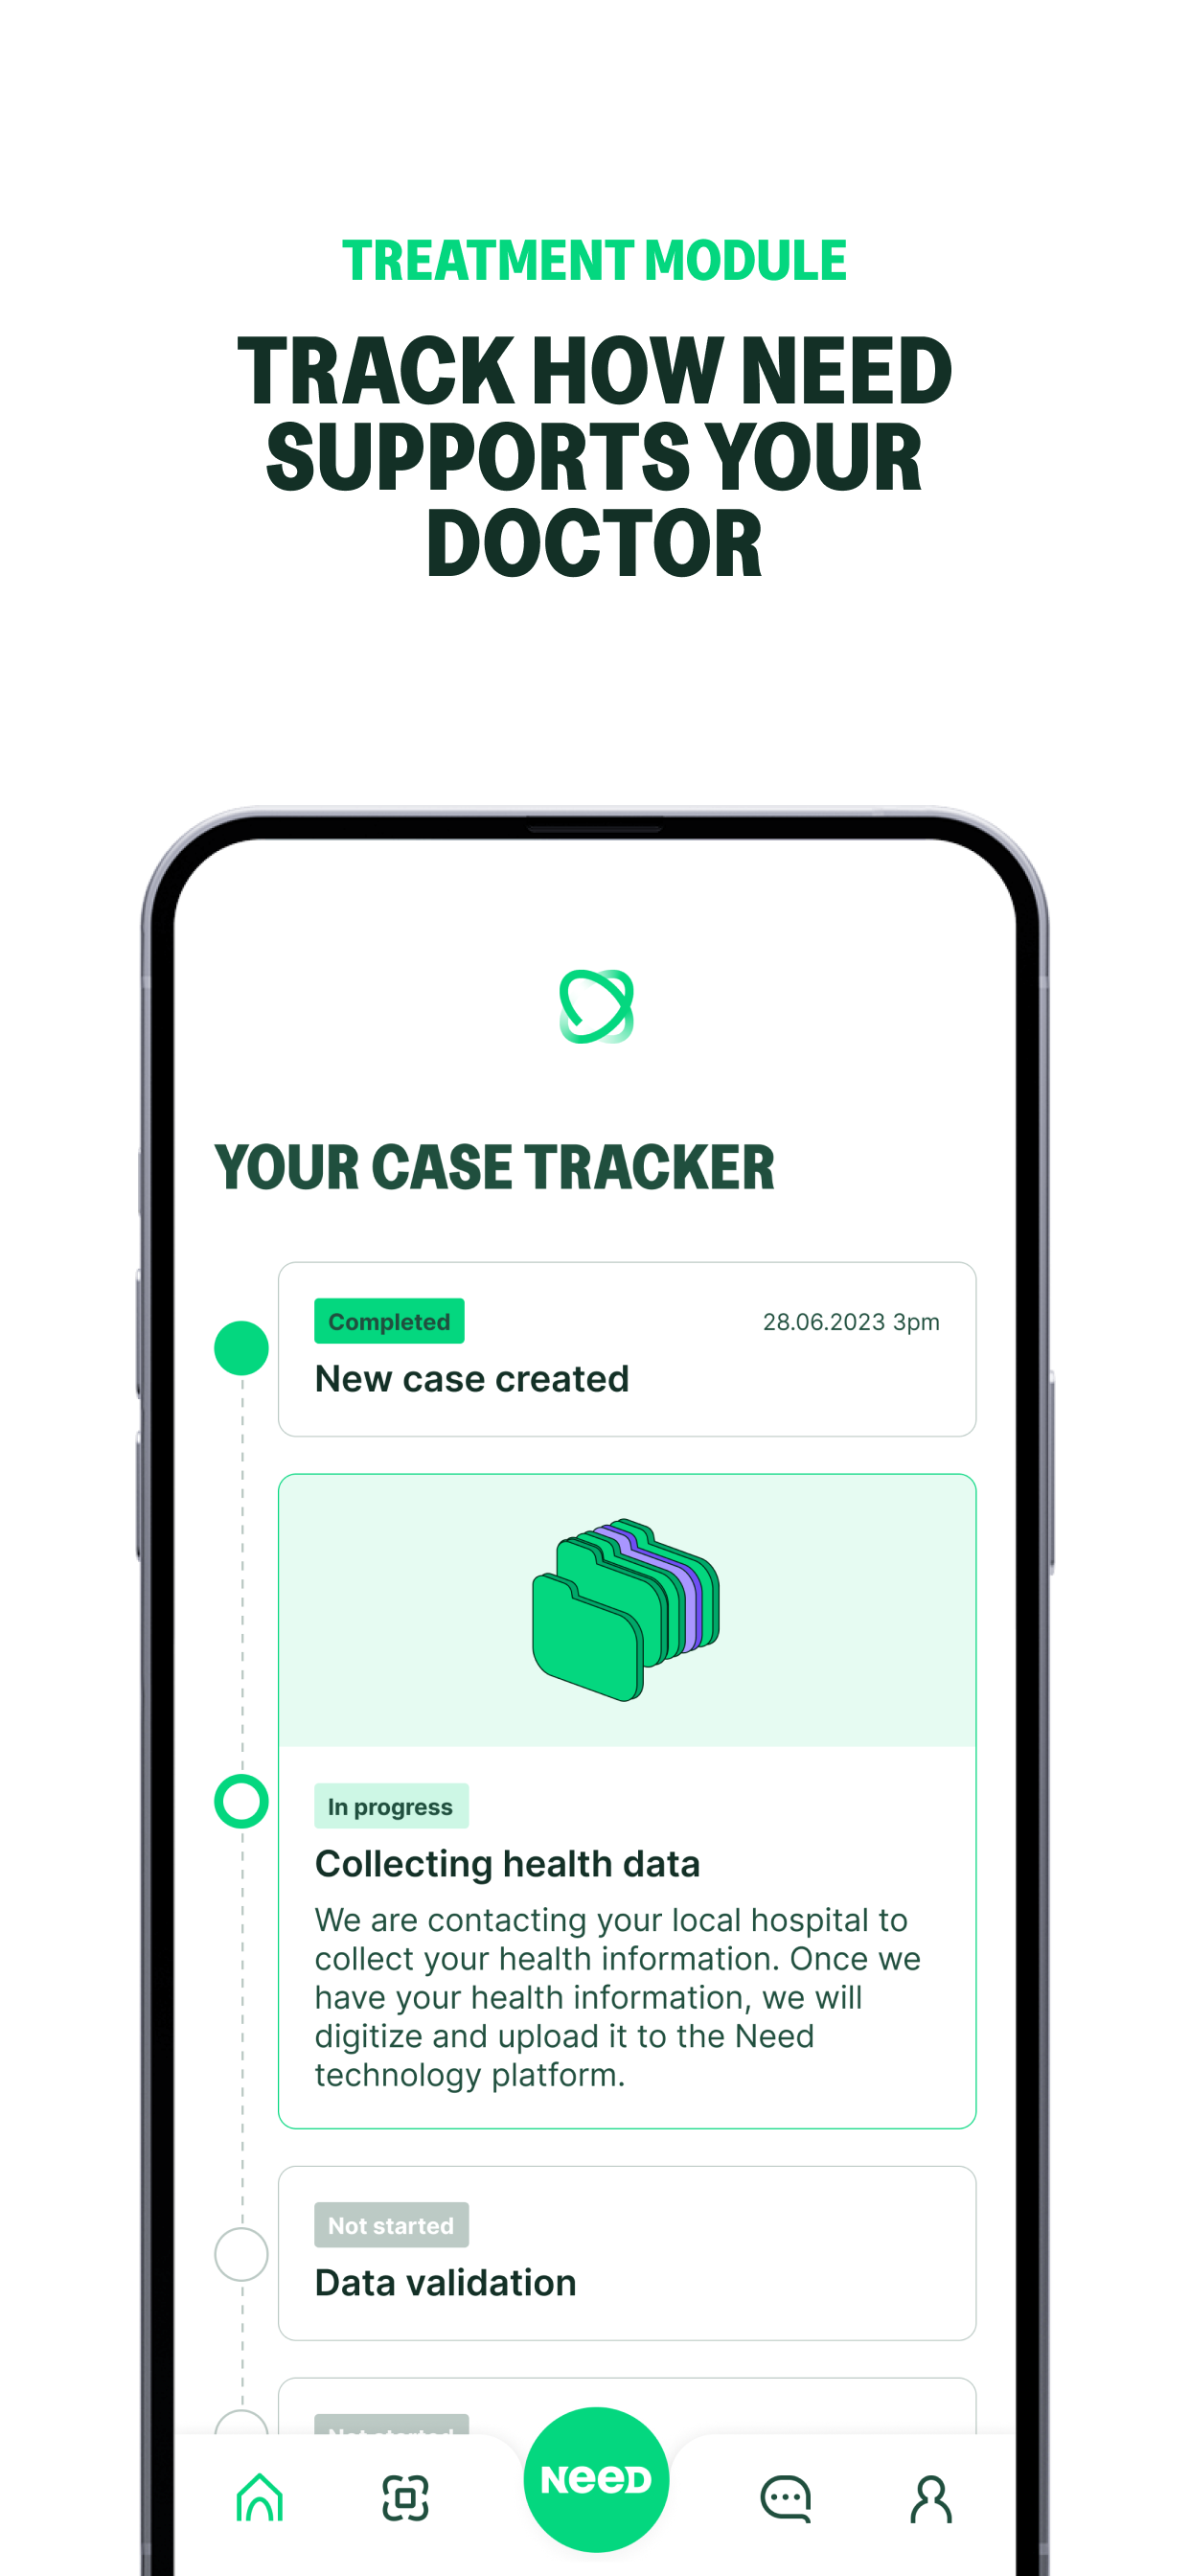 TREATMENT MODULE
TRACK HOW NEED
SUPPORTS YOUR
DOCTOR
YOUR CASE TRACKER
Completed
28.06.2023 3pm
New case created
In progress
Collecting health data
We are contacting your local hospital to
collect your health information. Once we
have your health information, we will
digitize and upload it to the Need
technology platform.
Not started
Data validation
Not started
NEED